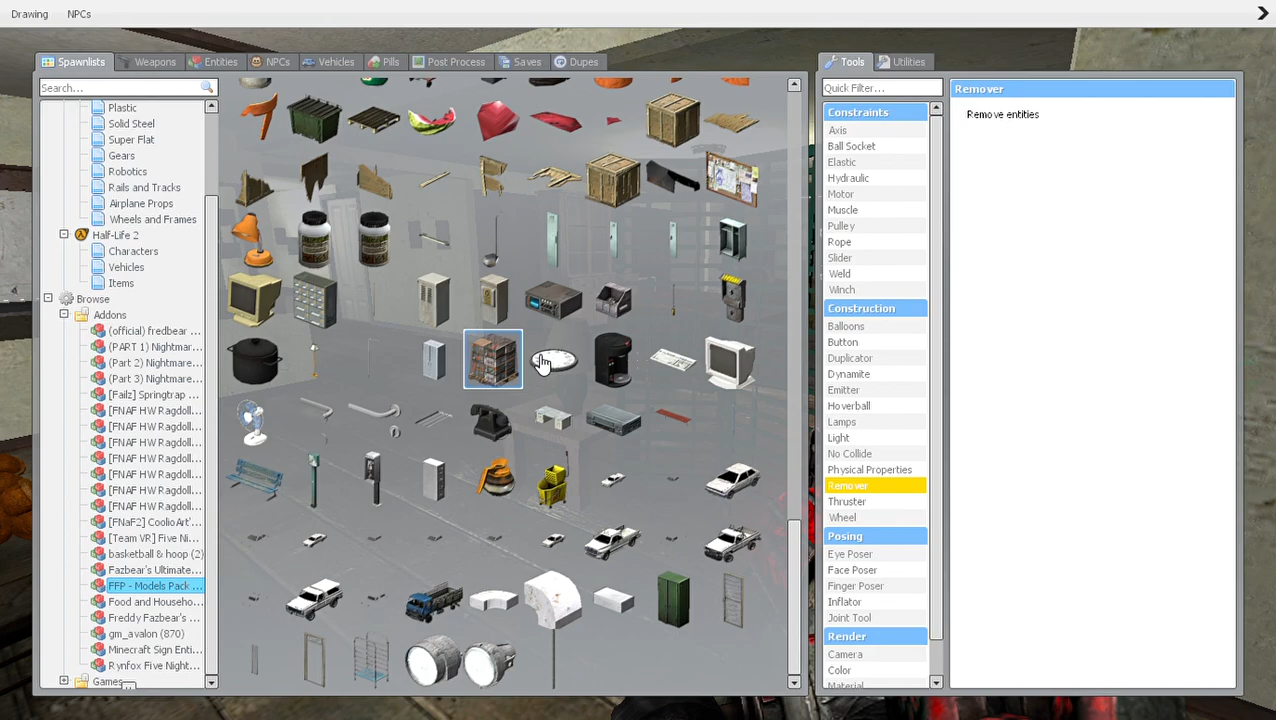 Drawing NPCs
Spawnlists Weapons Entities NPCs Vehicles Pills Post Process Saves Dupes
Search...
Plastic
Solid Steel
Super Flat
Gears
Robotics
Rails and Tracks
Airplane Props
Wheels and Frames
Half-Life 2
Characters
Vehicles
Items
Browse
Addons
(official) fredbear ...
(PART 1) Nightmar...
(Part 2) Nightmare...
(Part 3) Nightmare...
[Failz] Springtrap ...
[FNAF HW Ragdoll...
[FNAF HW Ragdoll...
[FNAF HW Ragdoll...
[FNAF HW Ragdoll...
[FNAF HW Ragdoll...
[FNAF HW Ragdoll...
[FNAF HW Ragdoll...
[FNaF2] CoolioArt'...
[Team VR] Five Ni...
basketball & hoop (2)
Fazbear's Ultimate...
FFP - Models Pack ...
Food and Househo...
Freddy Fazbear's ...
gm_avalon (870)
Minecraft Sign Enti...
Rynfox Five Night...
Games
Tools Utilities
Quick Filter...
Constraints
Axis
Ball Socket
Elastic
Hydraulic
Motor
Muscle
Pulley
Rope
Slider
Weld
Winch
Construction
Balloons
Button
Duplicator
Dynamite
Emitter
Hoverball
Lamps
Light
No Collide
Physical Properties
Remover
Thruster
Wheel
Posing
Eye Poser
Face Poser
Finger Poser
Inflator
Joint Tool
Render
Camera
Color
Material
Remover
Remove entities